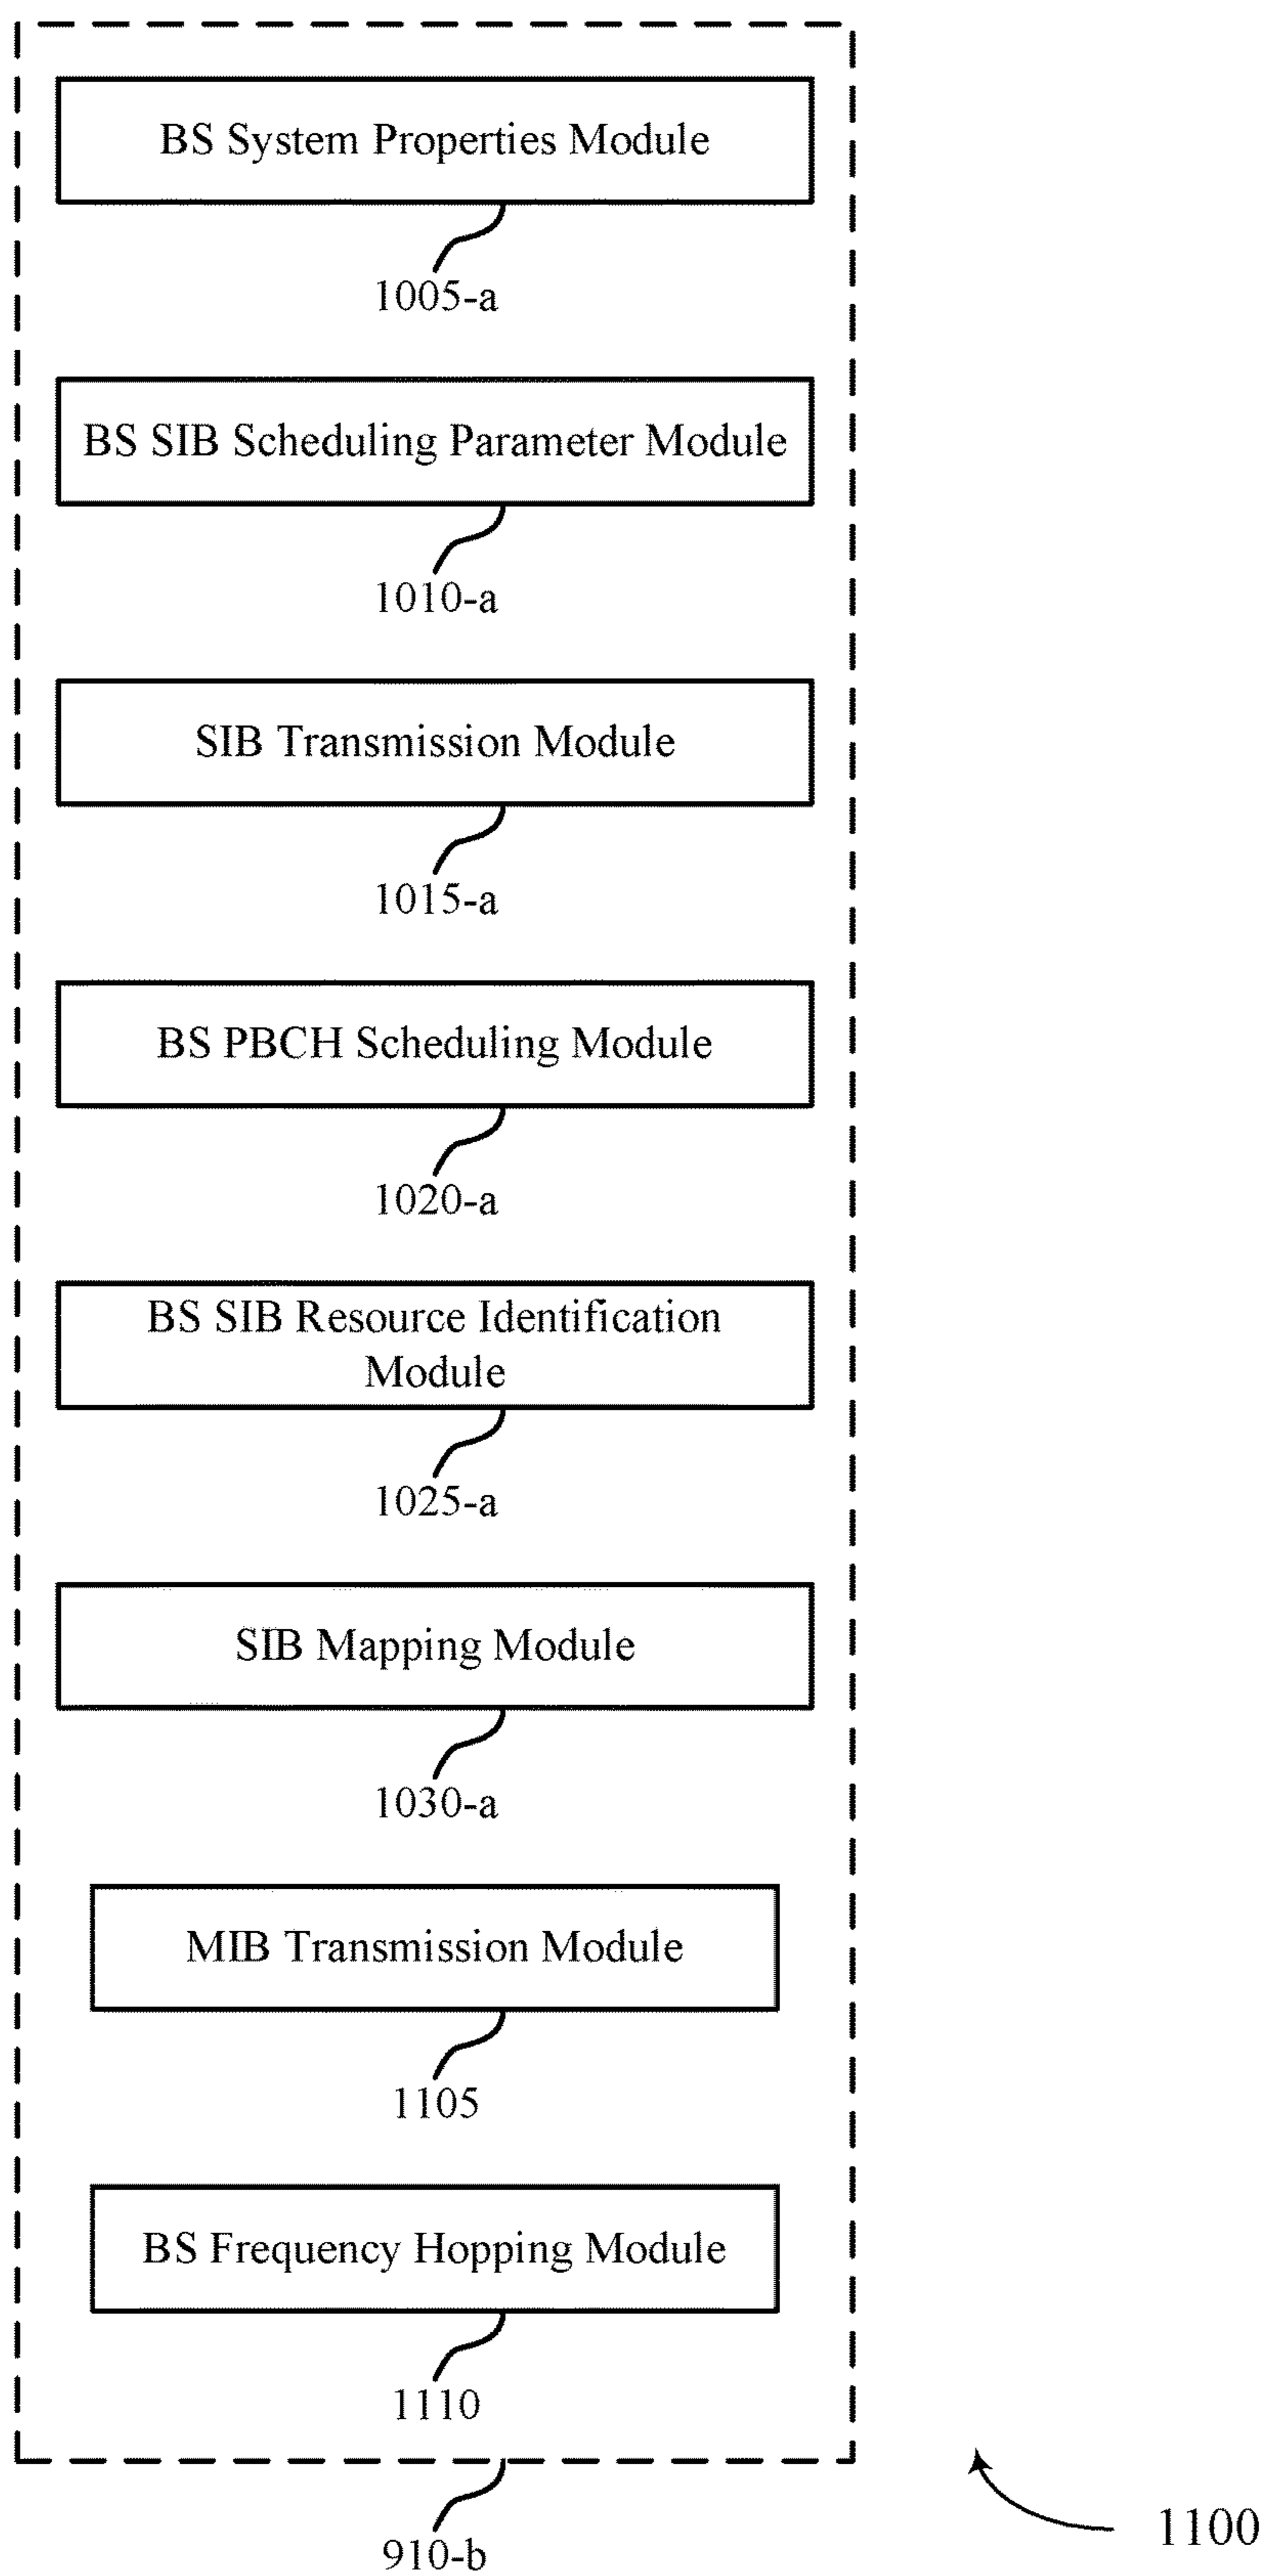 BS System Properties Module
1005-a
BS SIB Scheduling Parameter Module
1010-a
SIB Transmission Module
1015-a
BS PBCH Scheduling Module
1020-a
BS SIB Resource Identification
Module
1025-a
SIB Mapping Module
1030-a
MIB Transmission Module
1105
BS Frequency Hopping Module
1110
910-b
1100